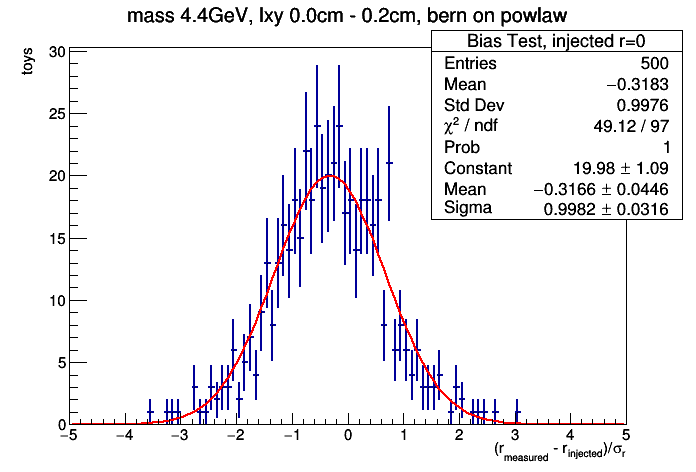 mass 4.4GeV, lxy 0.0cm - 0.2cm, bern on powlaw
Bias Test, injected r=0
Entries 500
Mean −0.3183
Std Dev 0.9976
χ² / ndf 49.12 / 97
Prob 1
Constant 19.98 ± 1.09
Mean −0.3166 ± 0.0446
Sigma 0.9982 ± 0.0316
toys
30
25
20
15
10
5
0
−5 −4 −3 −2 −1 0 1 2 3 4 5
(r_measured - r_injected)/σ_r